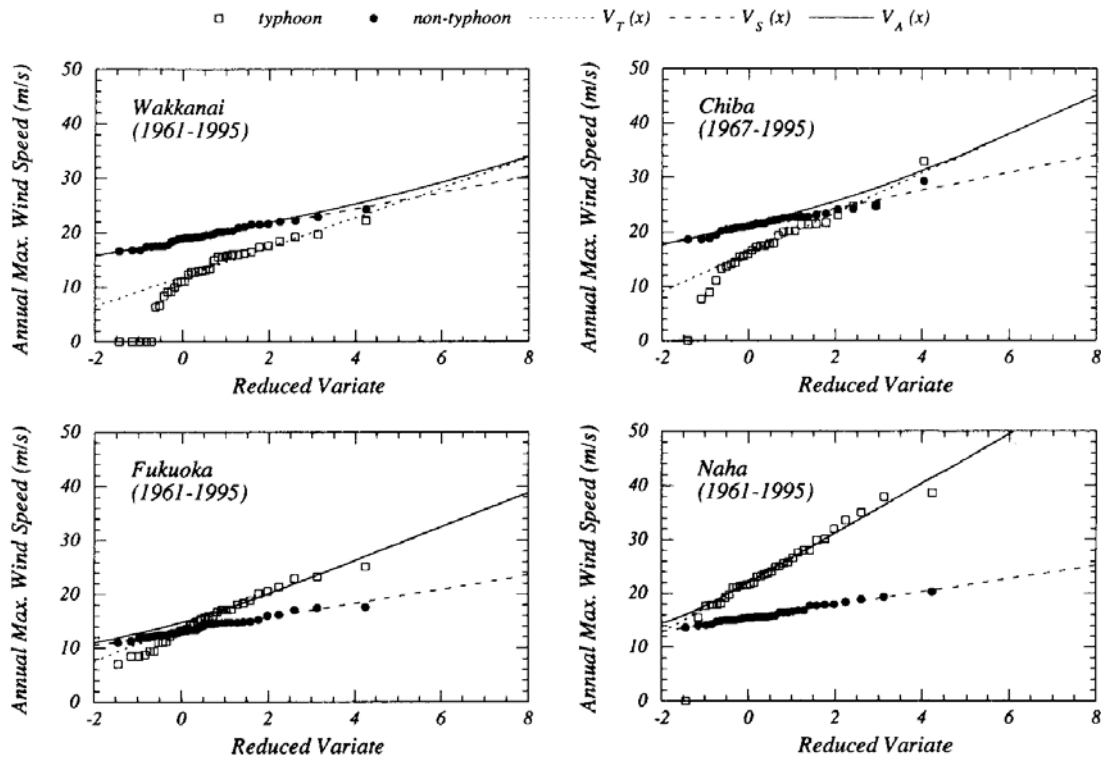 typhoon non-typhoon V_T (x) V_S (x) V_A (x)
Annual Max. Wind Speed (m/s)
50
40
30
20
10
0
Wakkanai
(1961-1995)
-2 0 2 4 6 8
Reduced Variate
Annual Max. Wind Speed (m/s)
50
40
30
20
10
0
Chiba
(1967-1995)
-2 0 2 4 6 8
Reduced Variate
Annual Max. Wind Speed (m/s)
50
40
30
20
10
0
Fukuoka
(1961-1995)
-2 0 2 4 6 8
Reduced Variate
Annual Max. Wind Speed (m/s)
50
40
30
20
10
0
Naha
(1961-1995)
-2 0 2 4 6 8
Reduced Variate